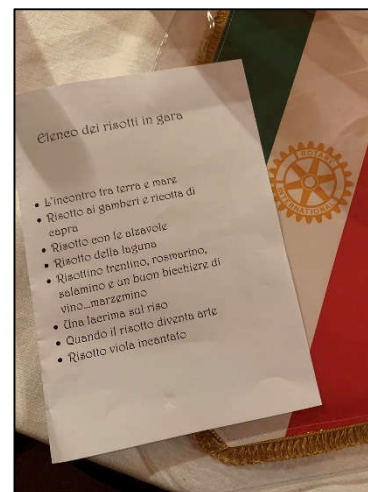 Elenco dei risotti in gara
• L'incontro tra terra e mare
• Risotto ai gamberi e ricotta di
capra
• Risotto con le alzavole
• Risotto della laguna
• Risottino trentino, rosmarino,
salamino e un buon bicchiere di
vino...marzemino
• Una lacrima sul riso
• Quando il risotto diventa arte
• Risotto viola incantato
ROTARY
INTERNATIONAL